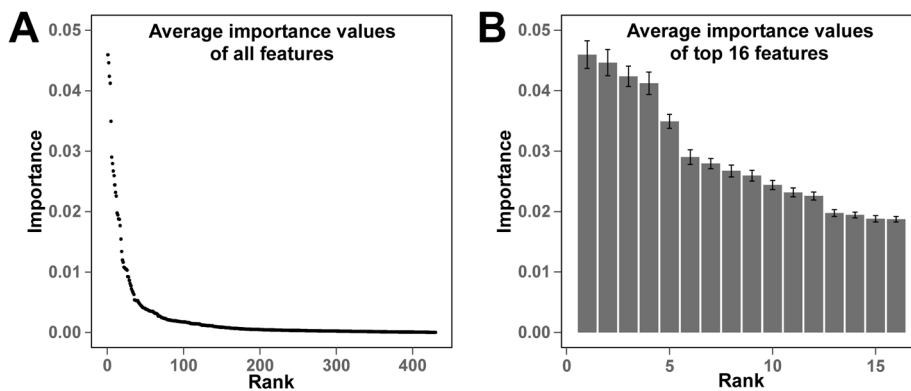 A
Average importance values
of all features
Importance
0.05
0.04
0.03
0.02
0.01
0.00
0 100 200 300 400
Rank
B
Average importance values
of top 16 features
Importance
0.05
0.04
0.03
0.02
0.01
0.00
0 5 10 15
Rank